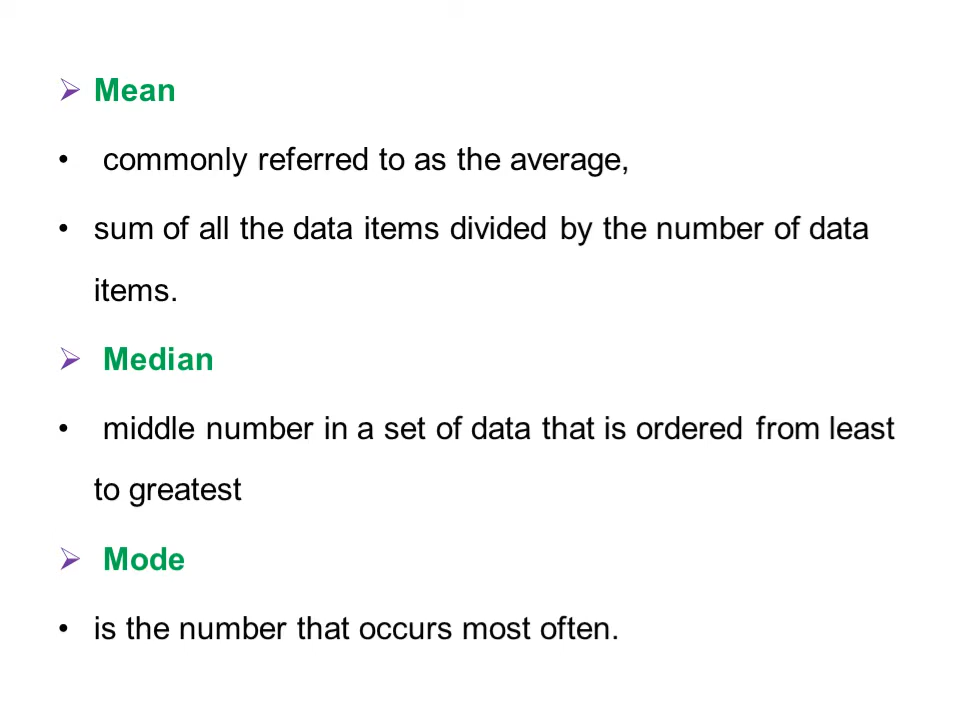 ➢ Mean
• commonly referred to as the average,
• sum of all the data items divided by the number of data
items.
➢ Median
• middle number in a set of data that is ordered from least
to greatest
➢ Mode
• is the number that occurs most often.